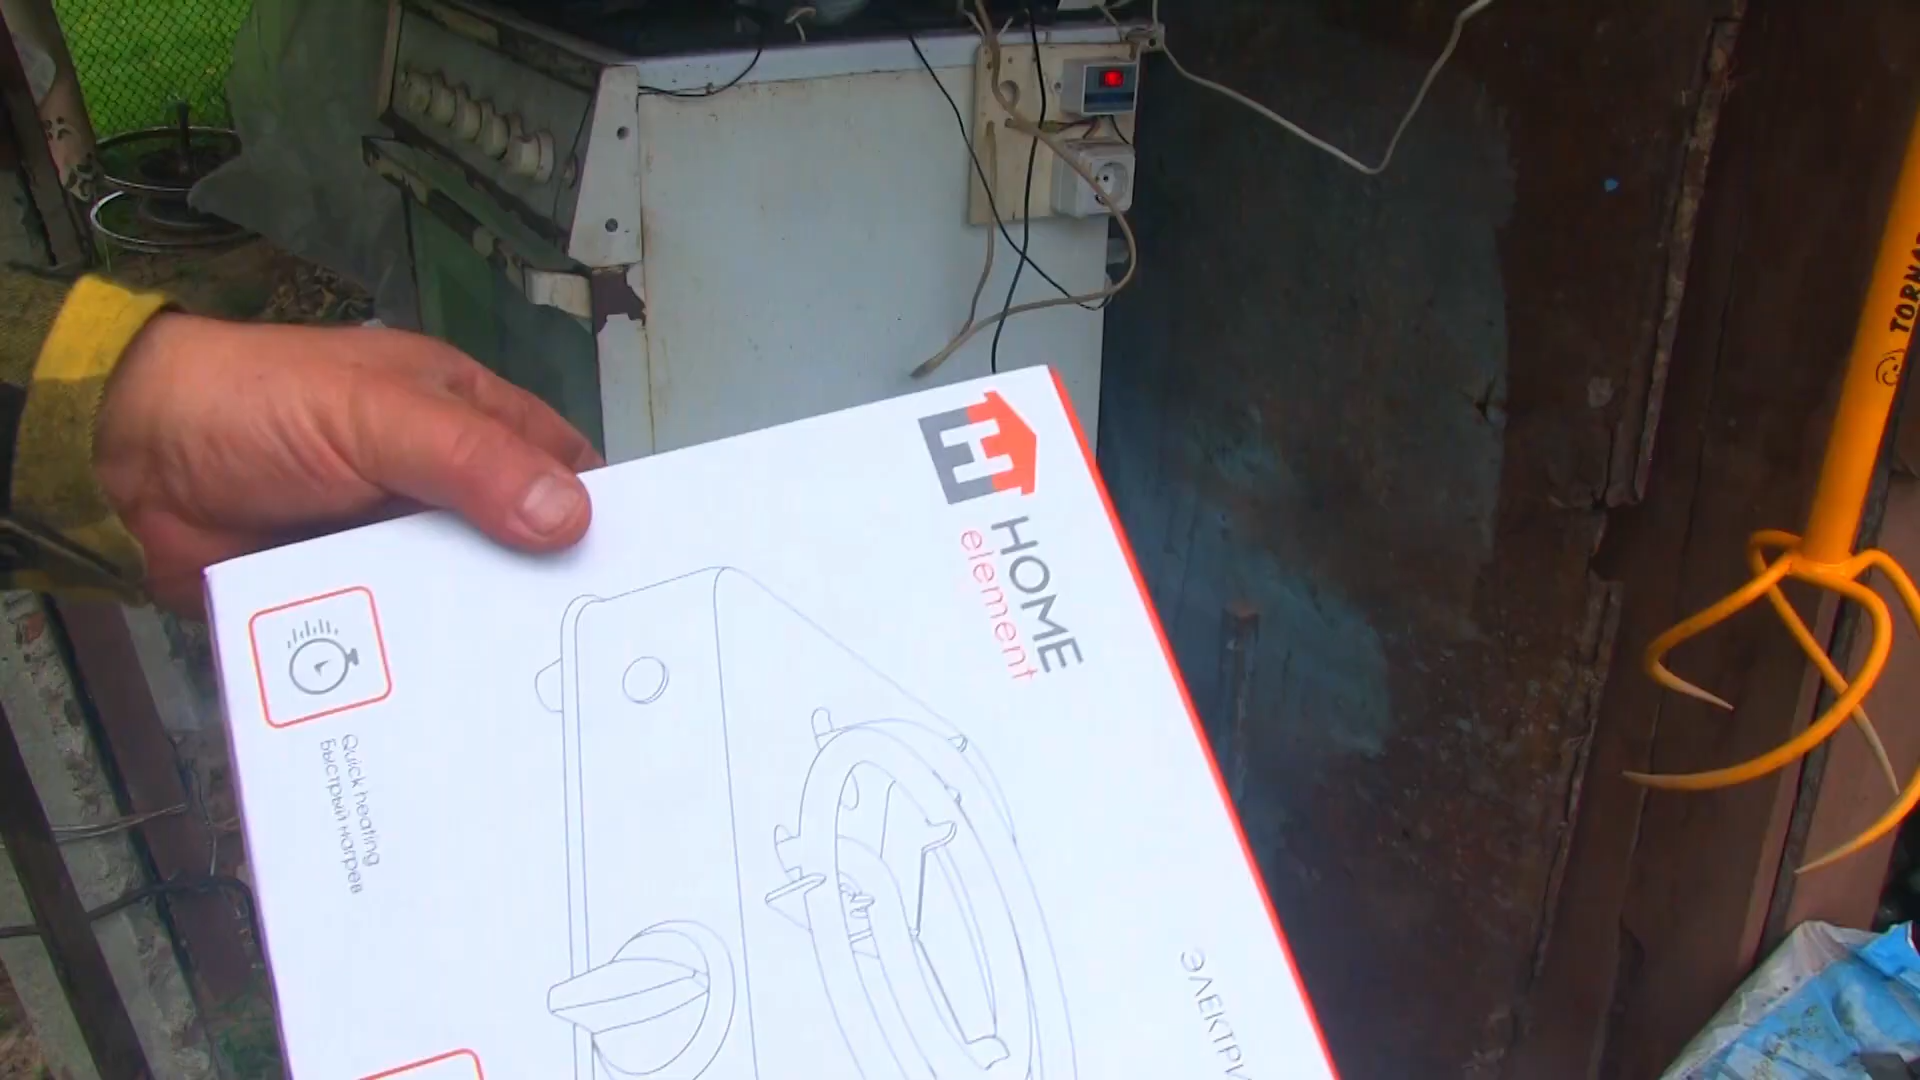 HOME
element
Quick heating
Быстрый нагрев
ЭЛЕКТРИ
TORNA